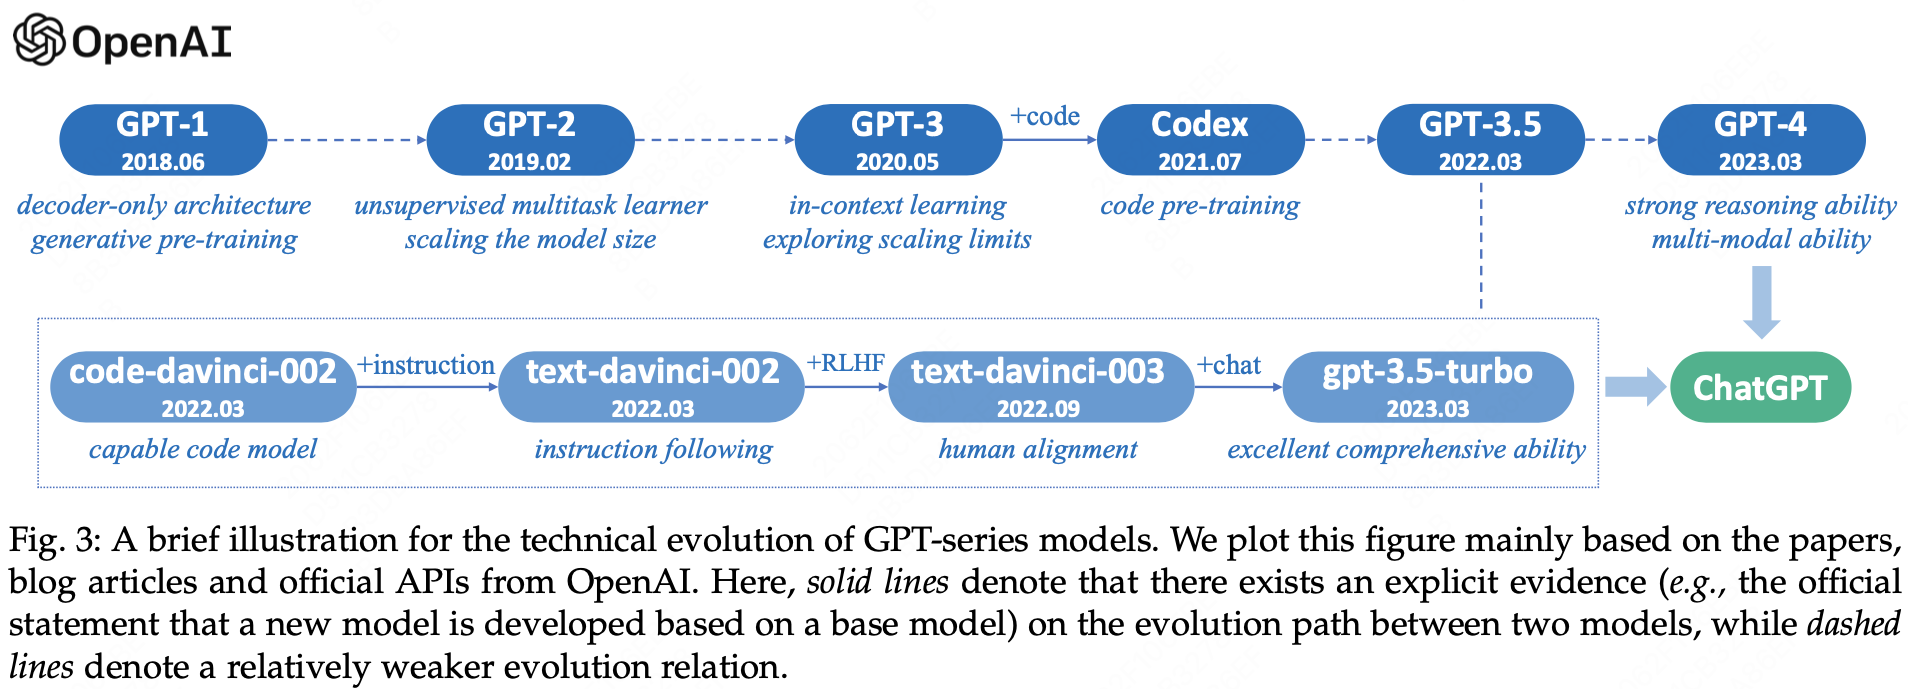 OpenAI
GPT-1
2018.06
decoder-only architecture
generative pre-training
GPT-2
2019.02
unsupervised multitask learner
scaling the model size
GPT-3
2020.05
in-context learning
exploring scaling limits
+code
Codex
2021.07
code pre-training
GPT-3.5
2022.03
GPT-4
2023.03
strong reasoning ability
multi-modal ability
code-davinci-002
2022.03
capable code model
+instruction
text-davinci-002
2022.03
instruction following
+RLHF
text-davinci-003
2022.09
human alignment
+chat
gpt-3.5-turbo
2023.03
excellent comprehensive ability
ChatGPT
Fig. 3: A brief illustration for the technical evolution of GPT-series models. We plot this figure mainly based on the papers,
blog articles and official APIs from OpenAI. Here, solid lines denote that there exists an explicit evidence (e.g., the official
statement that a new model is developed based on a base model) on the evolution path between two models, while dashed
lines denote a relatively weaker evolution relation.